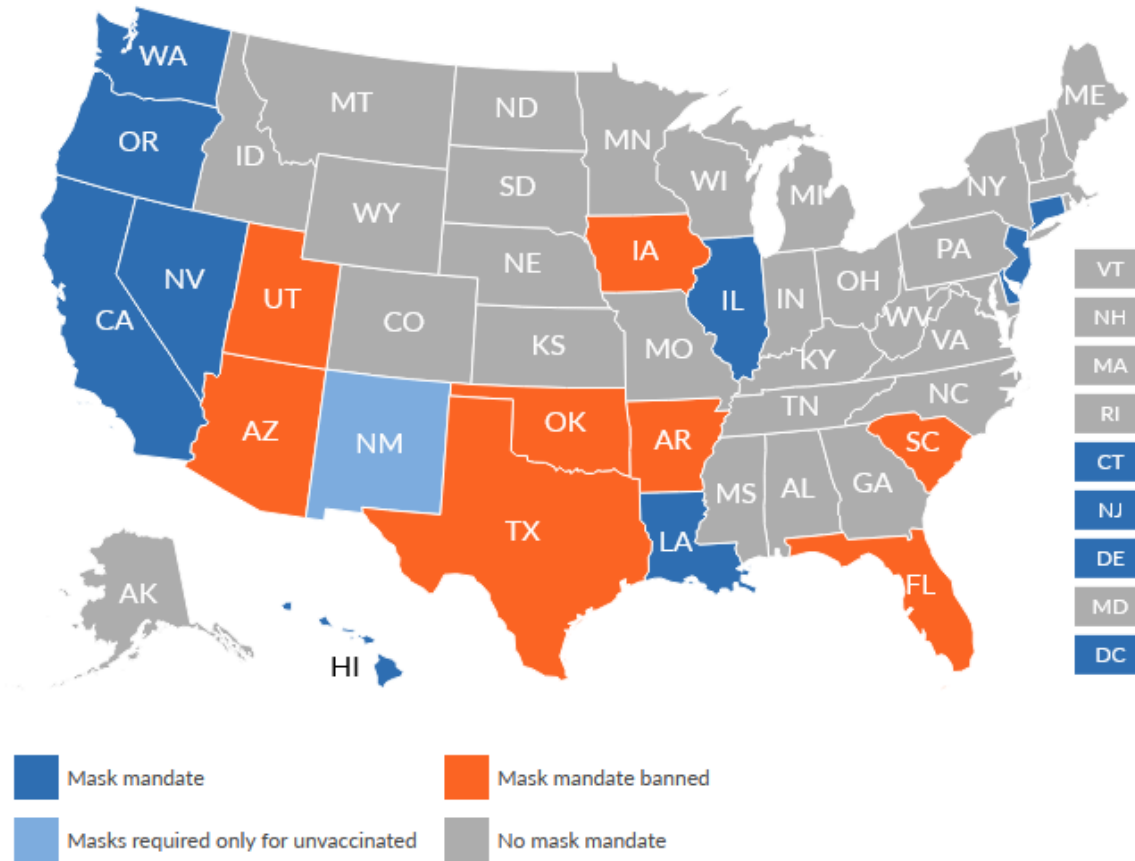 WA
MT
ND
MN
ME
OR
ID
SD
WI
MI
NY
WY
IA
PA
NE
NV
UT
IL
IN
OH
CA
CO
WV
VA
KS
MO
KY
NC
TN
AZ
NM
OK
AR
SC
MS
AL
GA
TX
LA
FL
AK
HI
VT
NH
MA
RI
CT
NJ
DE
MD
DC
Mask mandate
Mask mandate banned
Masks required only for unvaccinated
No mask mandate